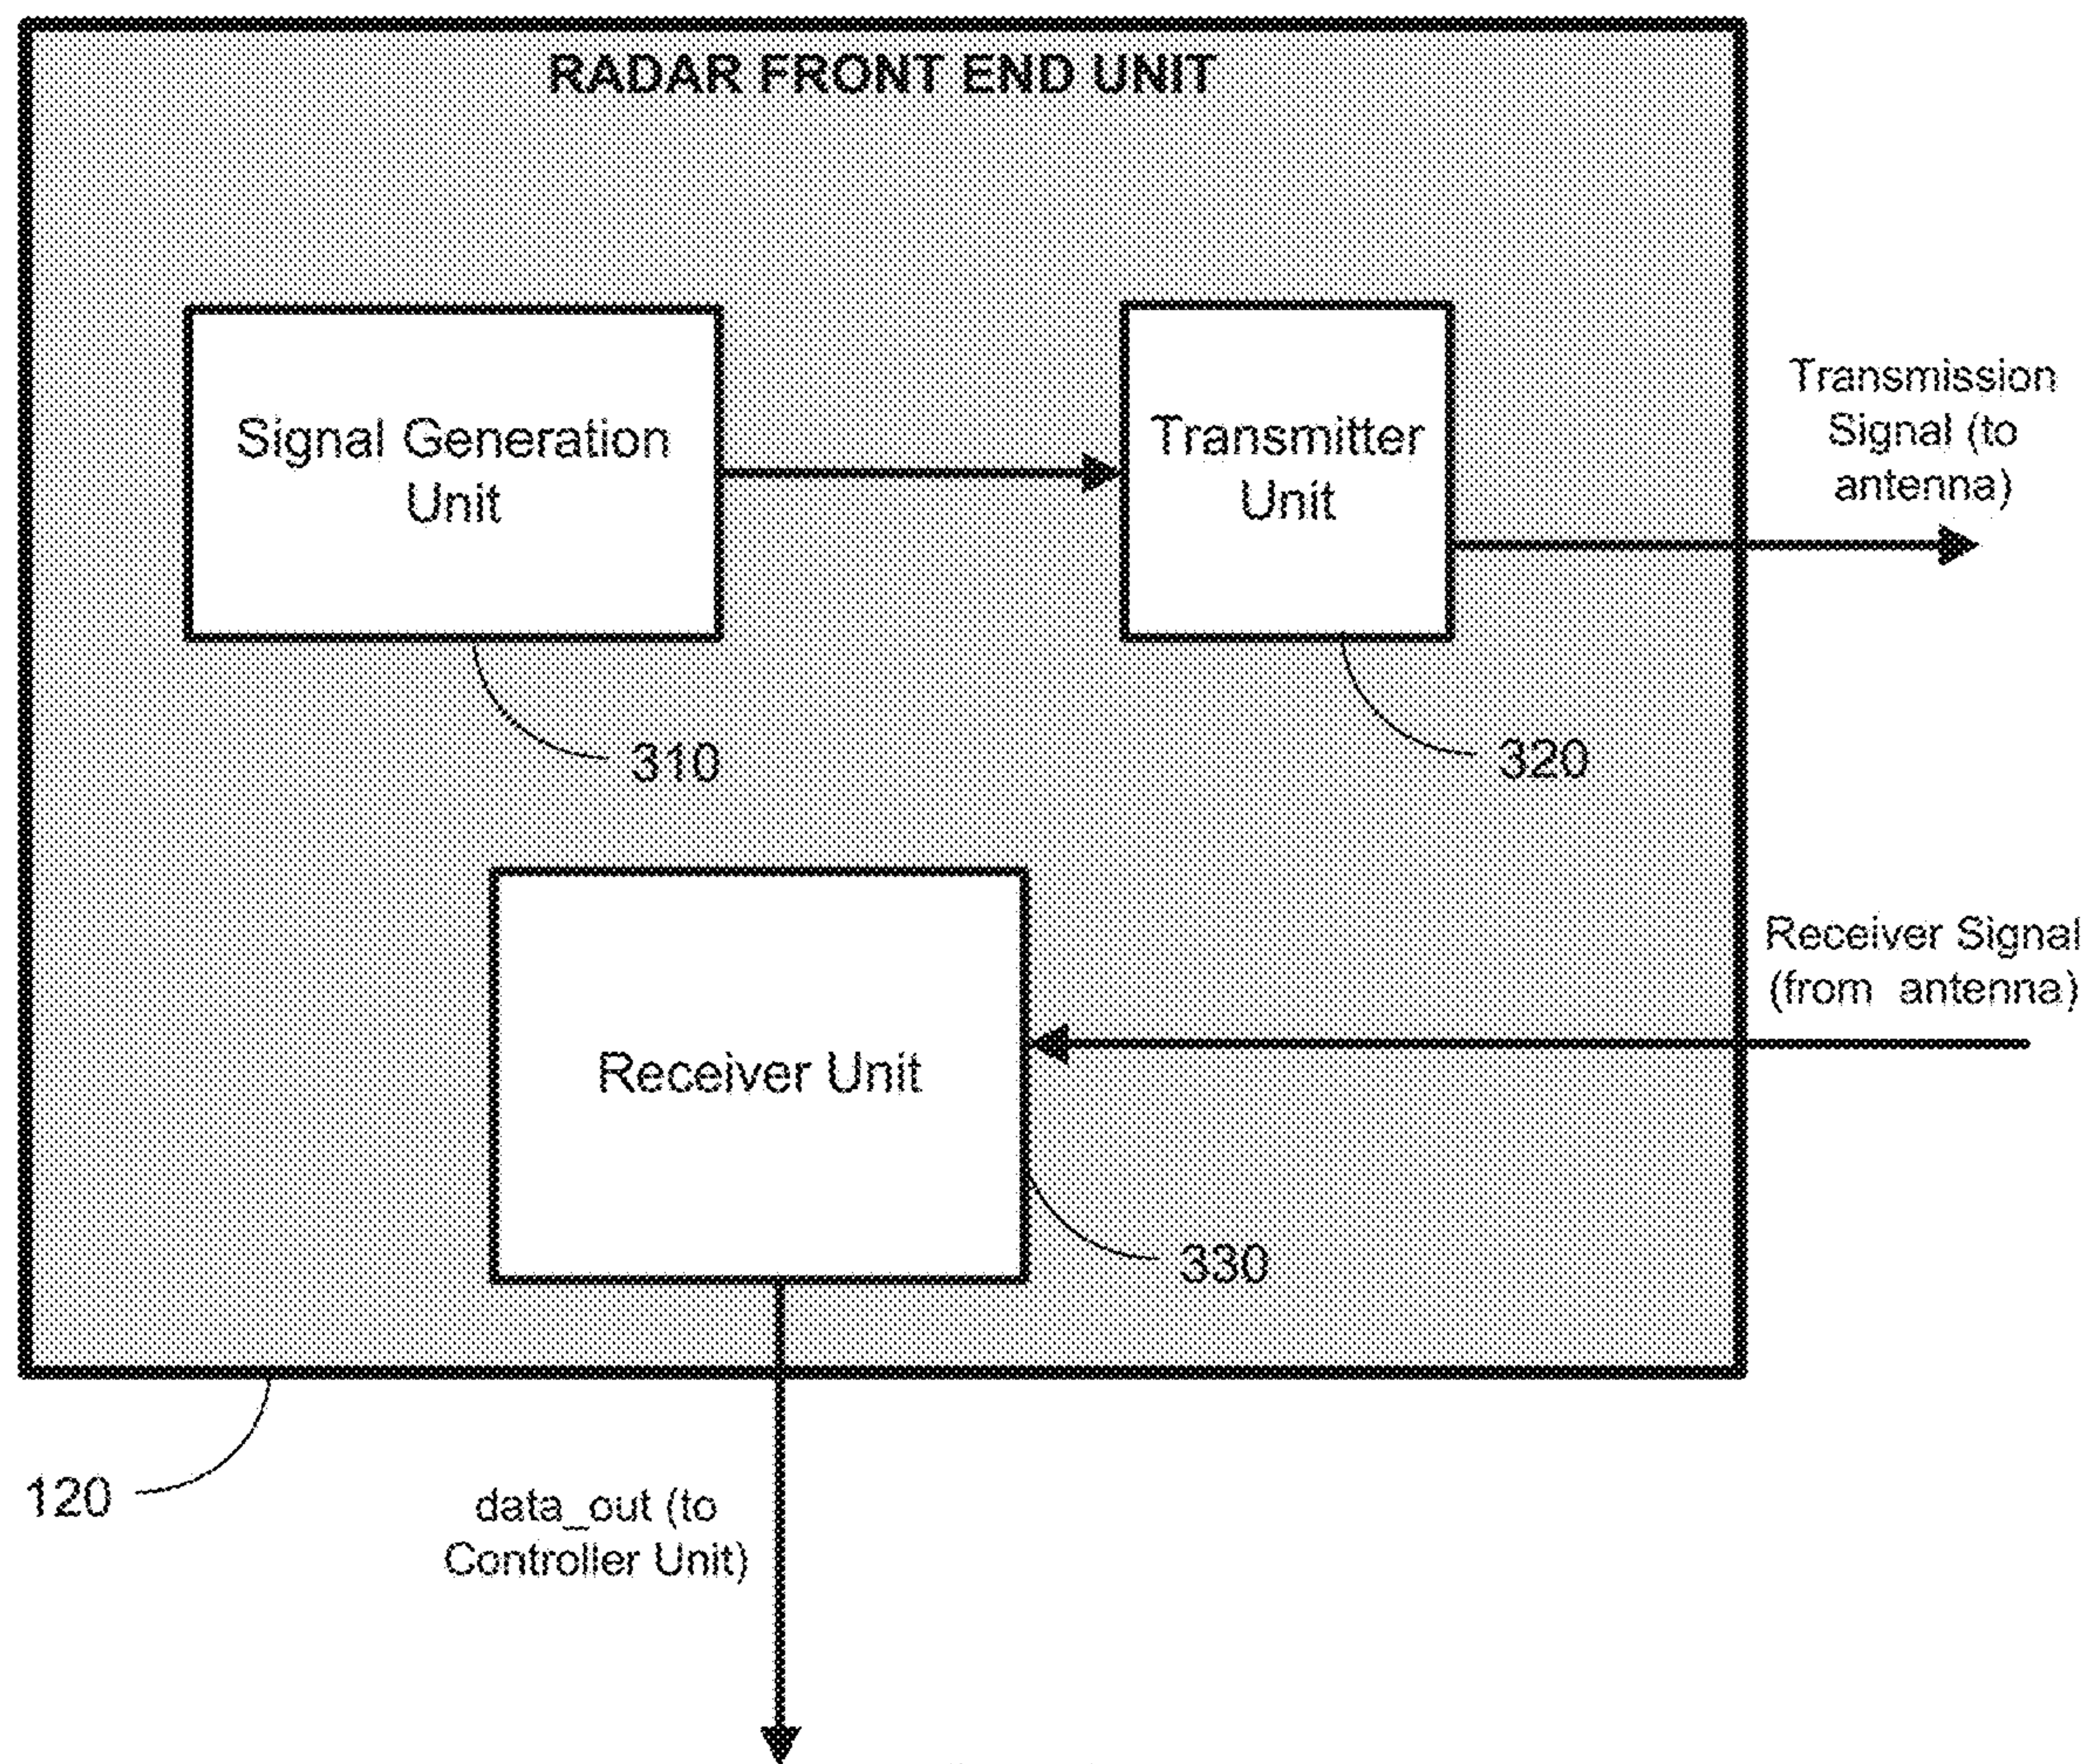 RADAR FRONT END UNIT
Signal Generation
Unit
Transmitter
Unit
Transmission
Signal (to
antenna)
310
320
Receiver Signal
(from antenna)
Receiver Unit
330
120
data_out (to
Controller Unit)